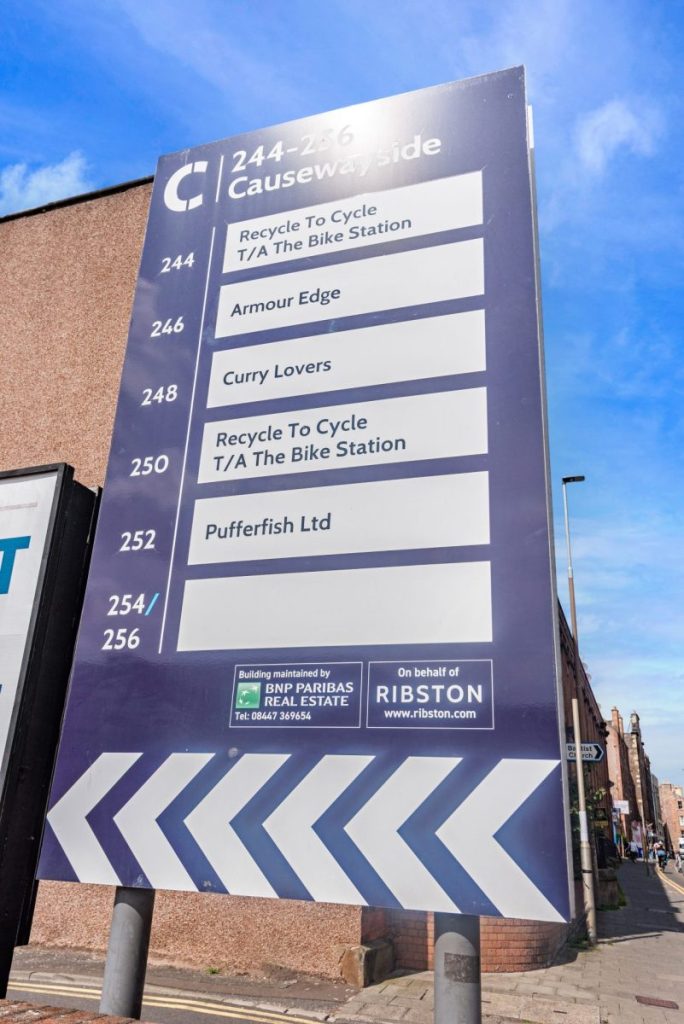 C
244-256
Causewayside
244
Recycle To Cycle
T/A The Bike Station
246
Armour Edge
248
Curry Lovers
250
Recycle To Cycle
T/A The Bike Station
252
Pufferfish Ltd
254/
256
Building maintained by
BNP PARIBAS
REAL ESTATE
Tel: 08447 369654
On behalf of
RIBSTON
www.ribston.com
T
Baptist
Church